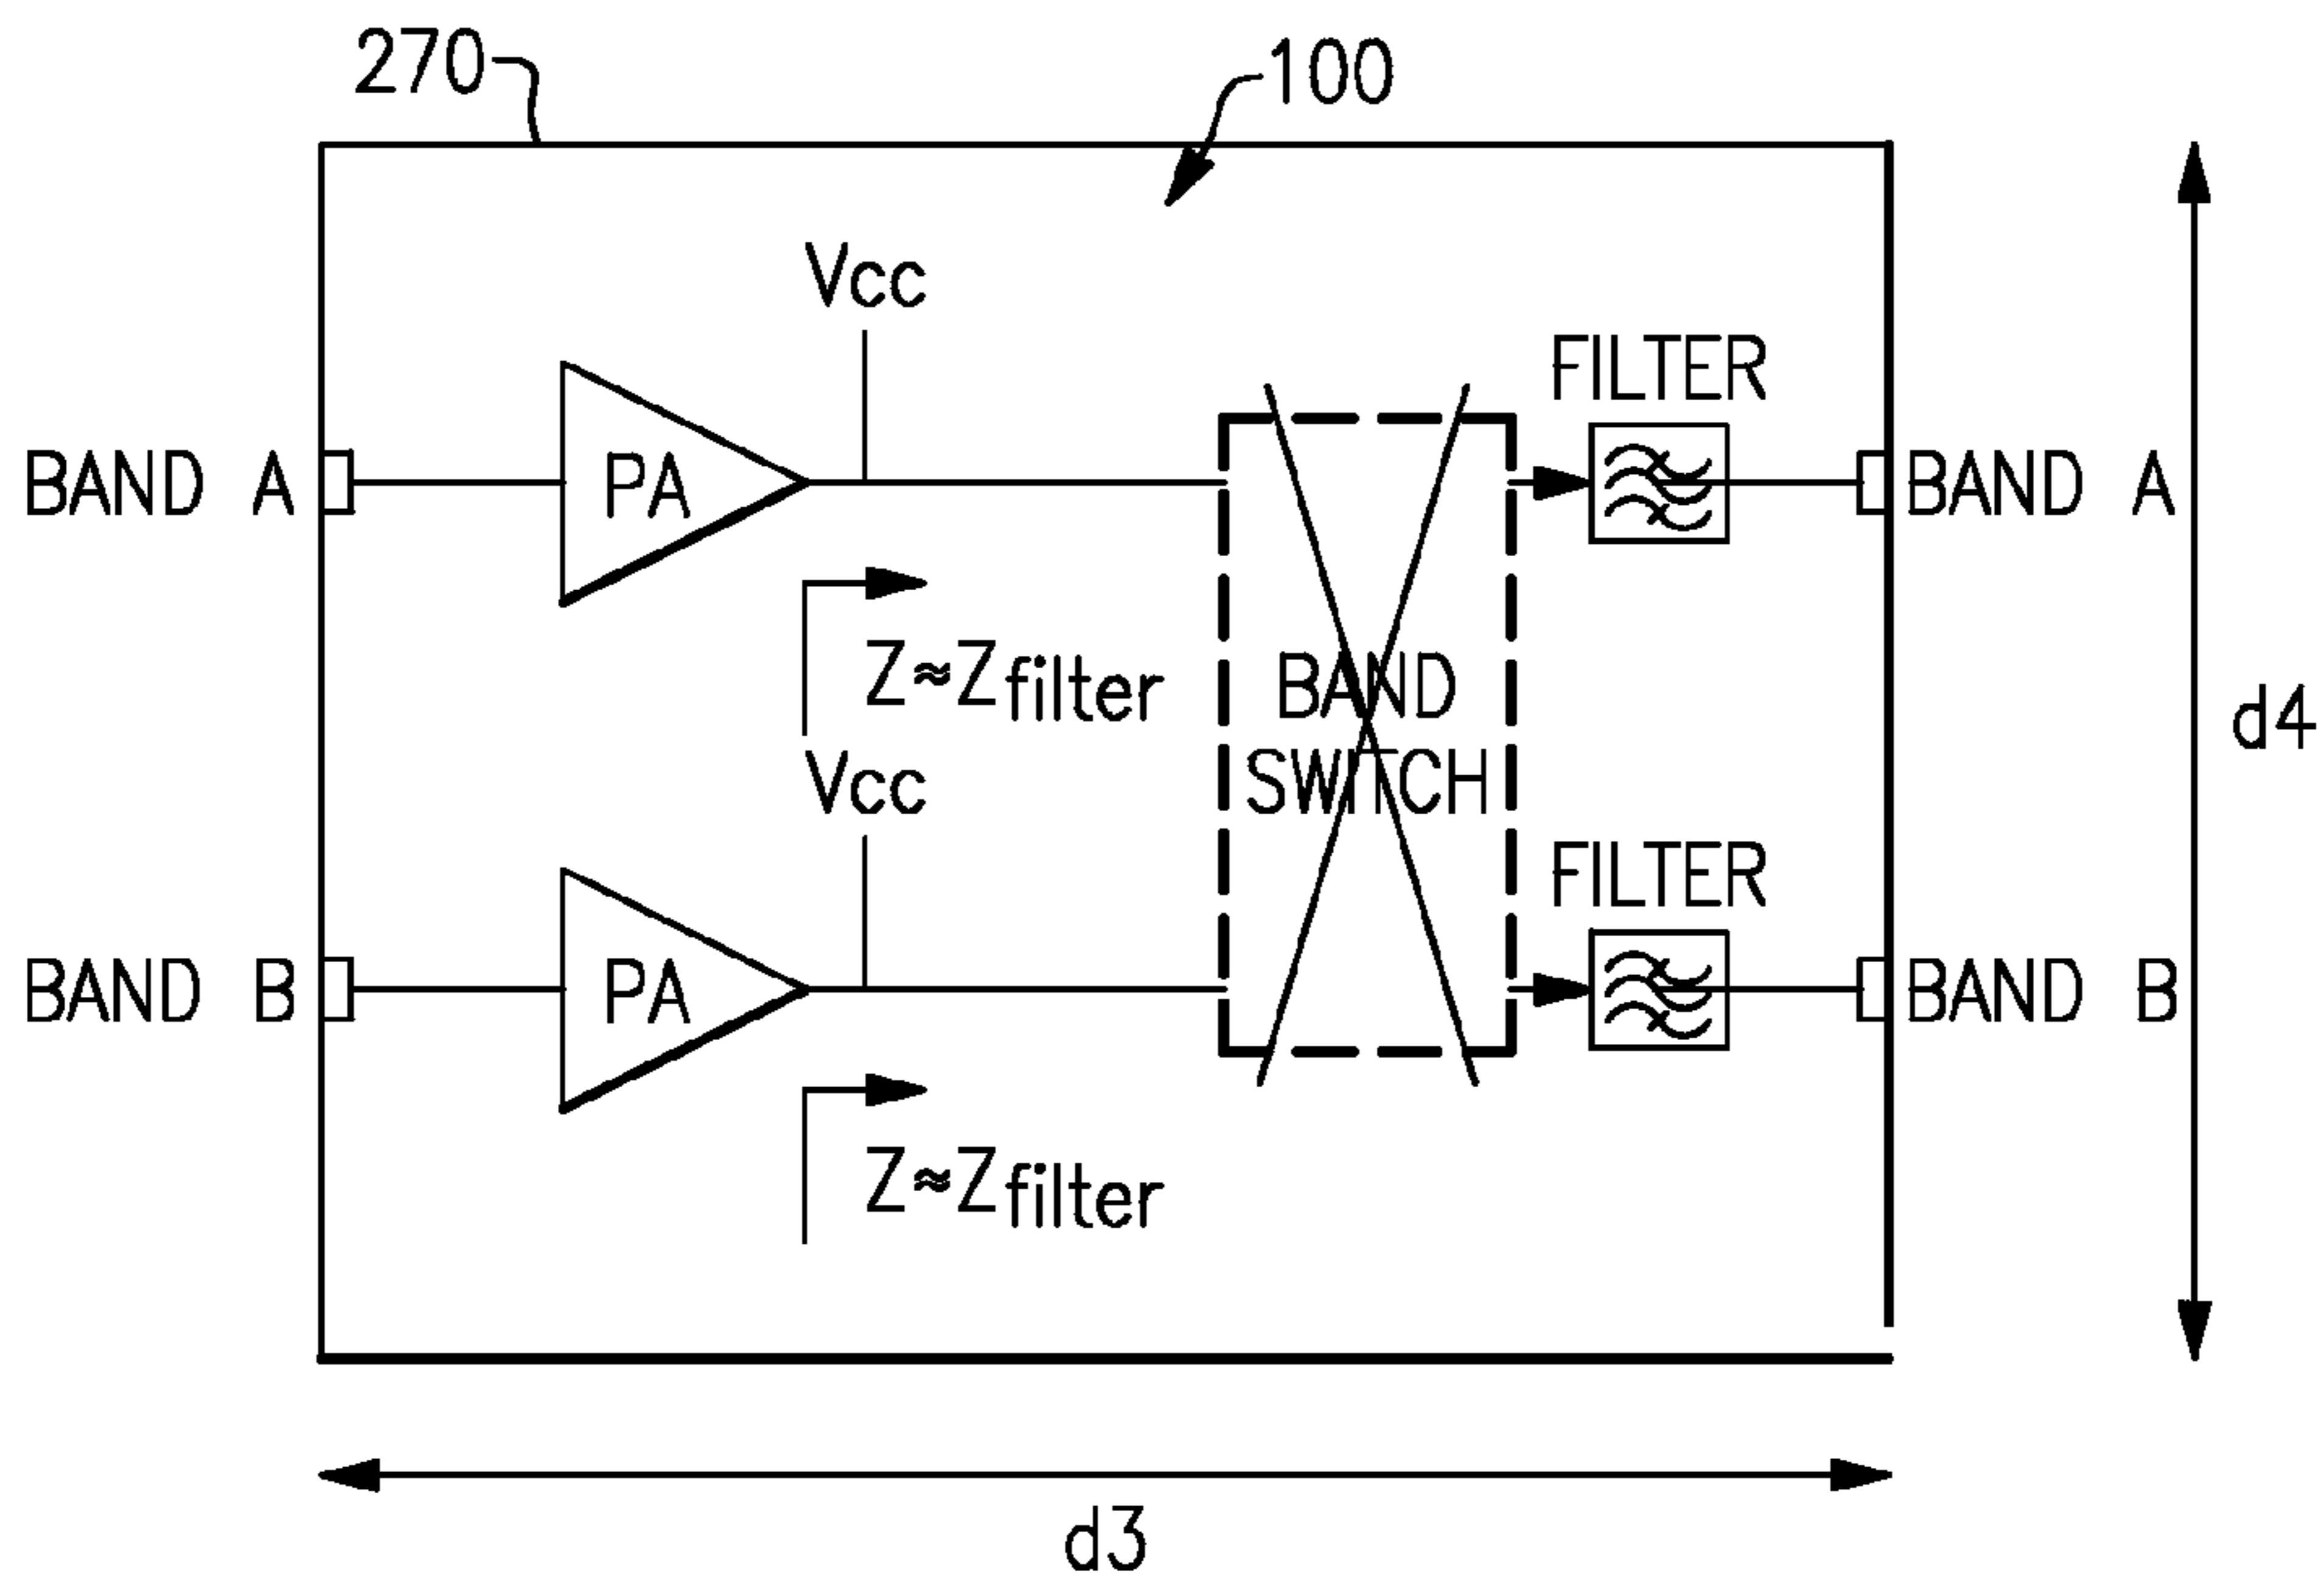 270
100
Vcc
FILTER
BAND A
PA
BAND A
Z≈Zfilter
BAND
SWITCH
d4
Vcc
FILTER
BAND B
PA
BAND B
Z≈Zfilter
d3